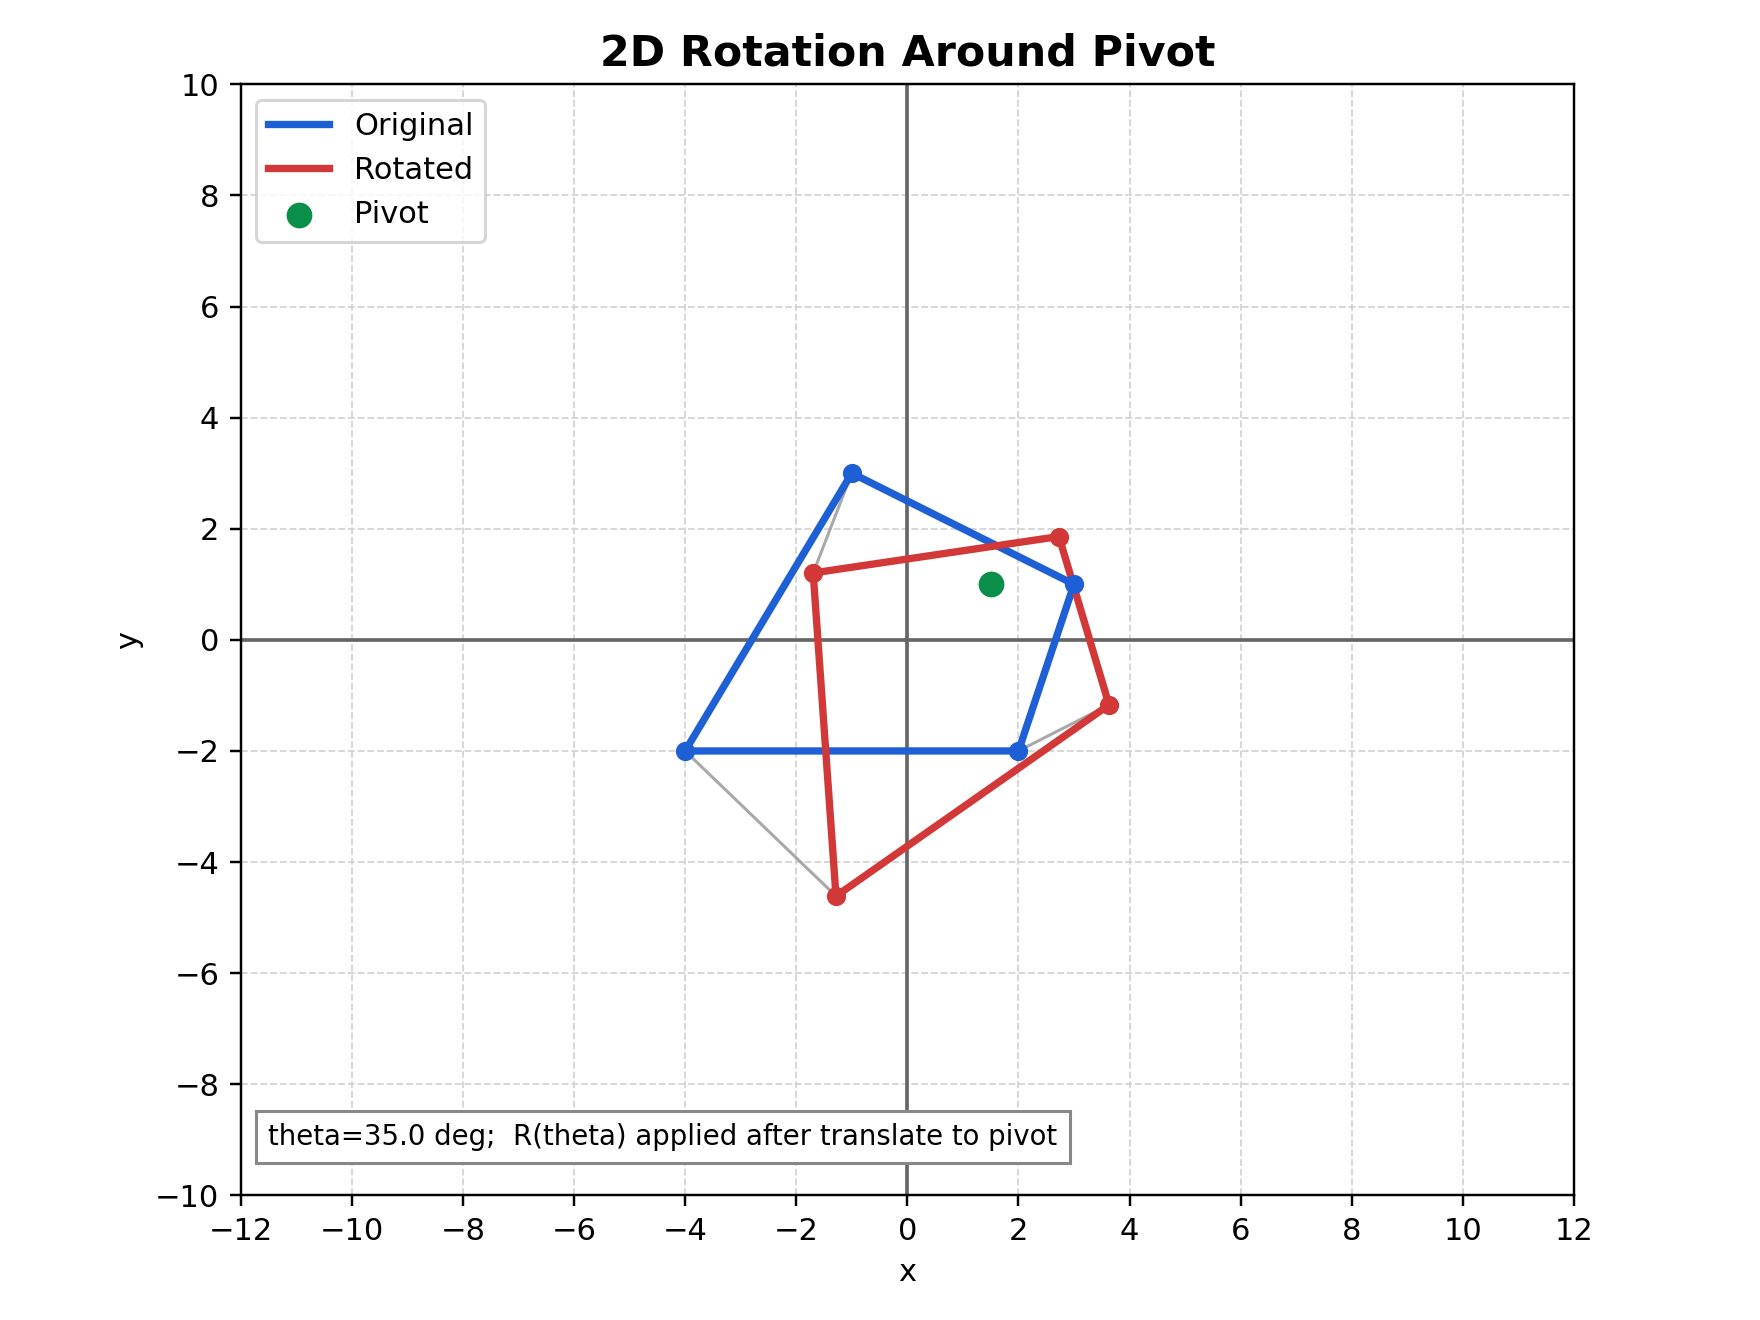 2D Rotation Around Pivot
10
8
6
4
2
0
−2
−4
−6
−8
−10
y
Original
Rotated
Pivot
theta=35.0 deg;  R(theta) applied after translate to pivot
−12 −10 −8 −6 −4 −2 0 2 4 6 8 10 12
x